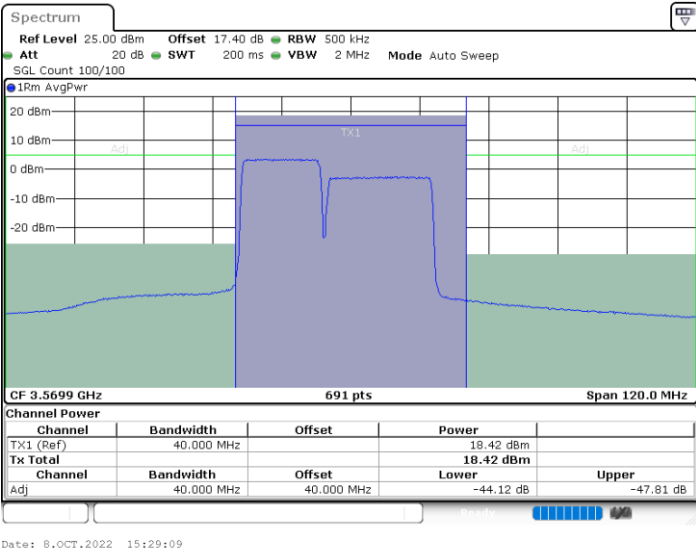 Spectrum
Ref Level 25.00 dBm Offset 17.40 dB RBW 500 kHz
Att 20 dB SWT 200 ms VBW 2 MHz Mode Auto Sweep
SGL Count 100/100
1Rm AvgPwr
20 dBm
TX1
10 dBm
Adj Adj
0 dBm
-10 dBm
-20 dBm
CF 3.5699 GHz 691 pts Span 120.0 MHz
Channel Power
Channel Bandwidth Offset Power
TX1 (Ref) 40.000 MHz 18.42 dBm
Tx Total 18.42 dBm
Channel Bandwidth Offset Lower Upper
Adj 40.000 MHz 40.000 MHz -44.12 dB -47.81 dB
Ready
Date: 8.OCT.2022 15:29:09